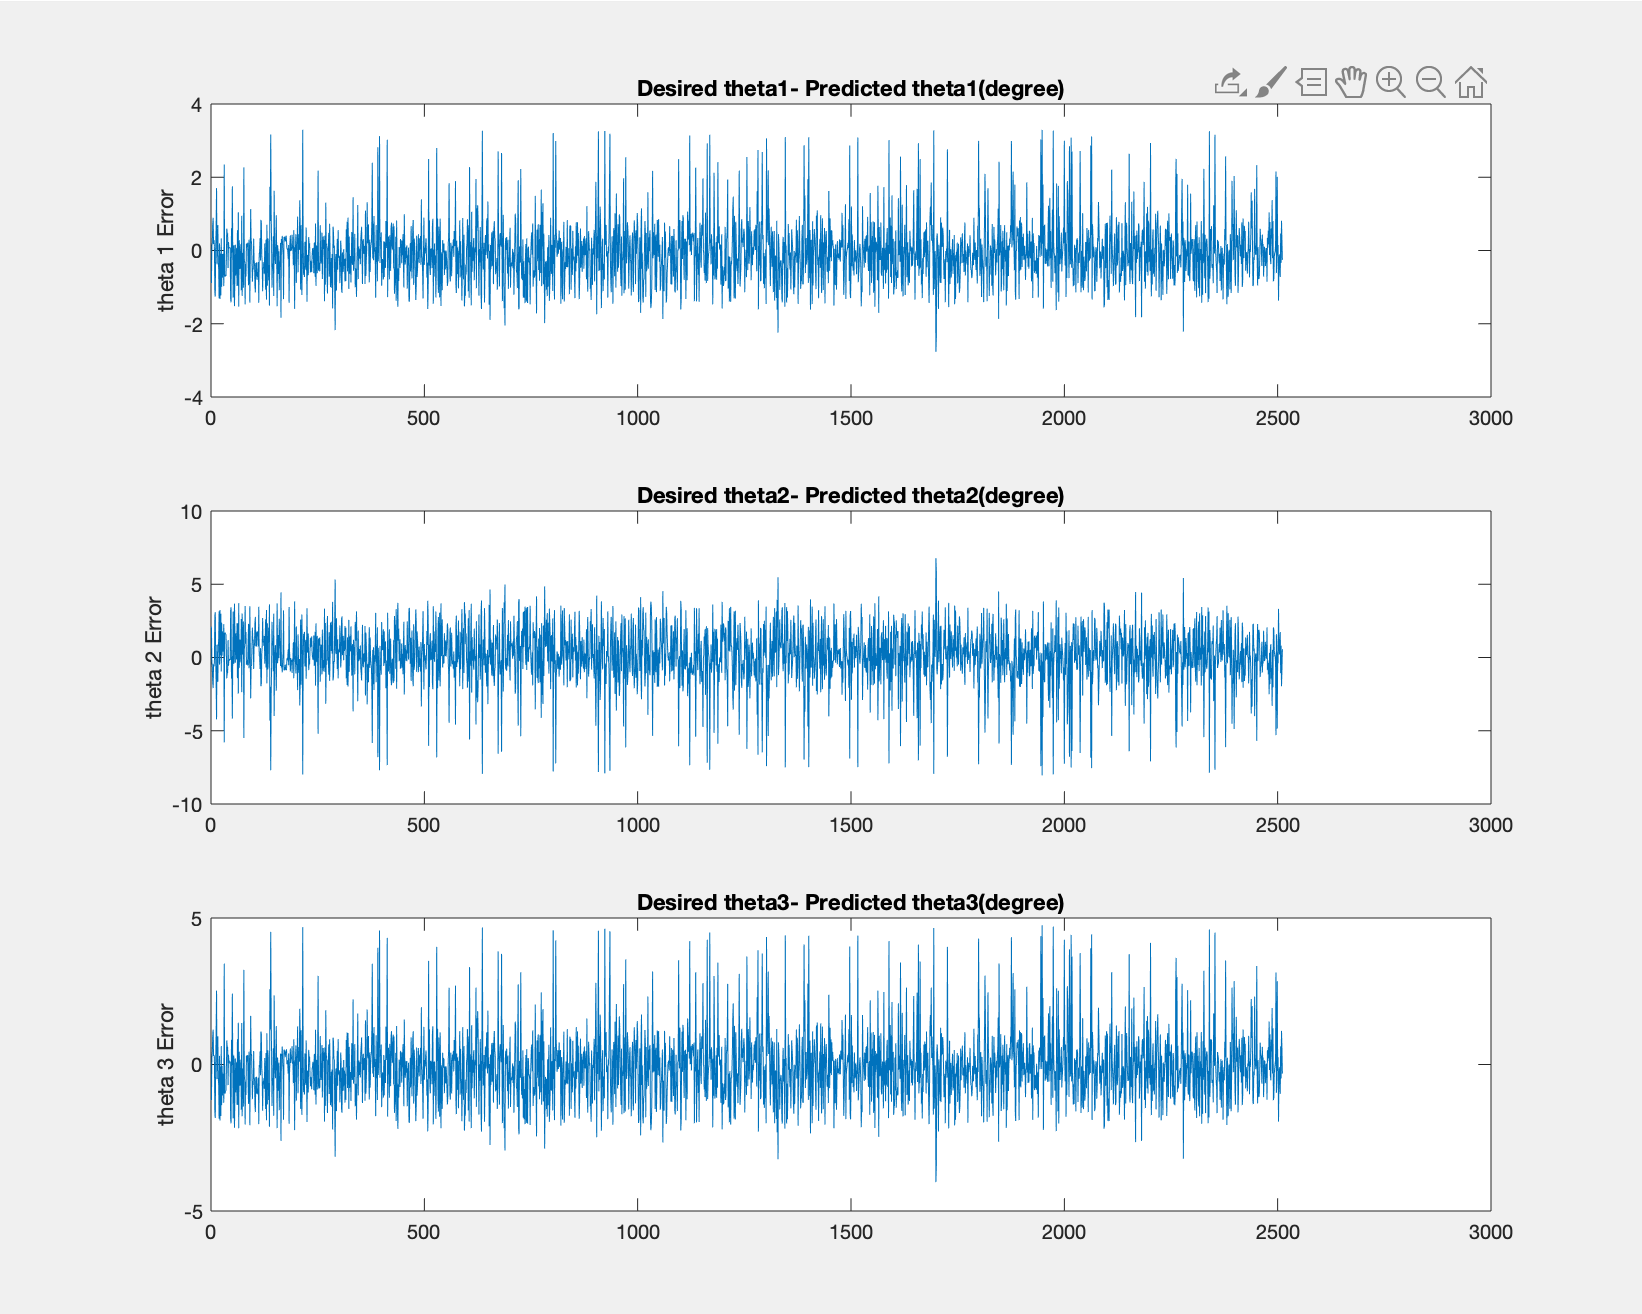 Desired theta1- Predicted theta1(degree)
4
2
0
-2
-4
theta 1 Error
0 500 1000 1500 2000 2500 3000
Desired theta2- Predicted theta2(degree)
10
5
0
-5
-10
theta 2 Error
0 500 1000 1500 2000 2500 3000
Desired theta3- Predicted theta3(degree)
5
0
-5
theta 3 Error
0 500 1000 1500 2000 2500 3000